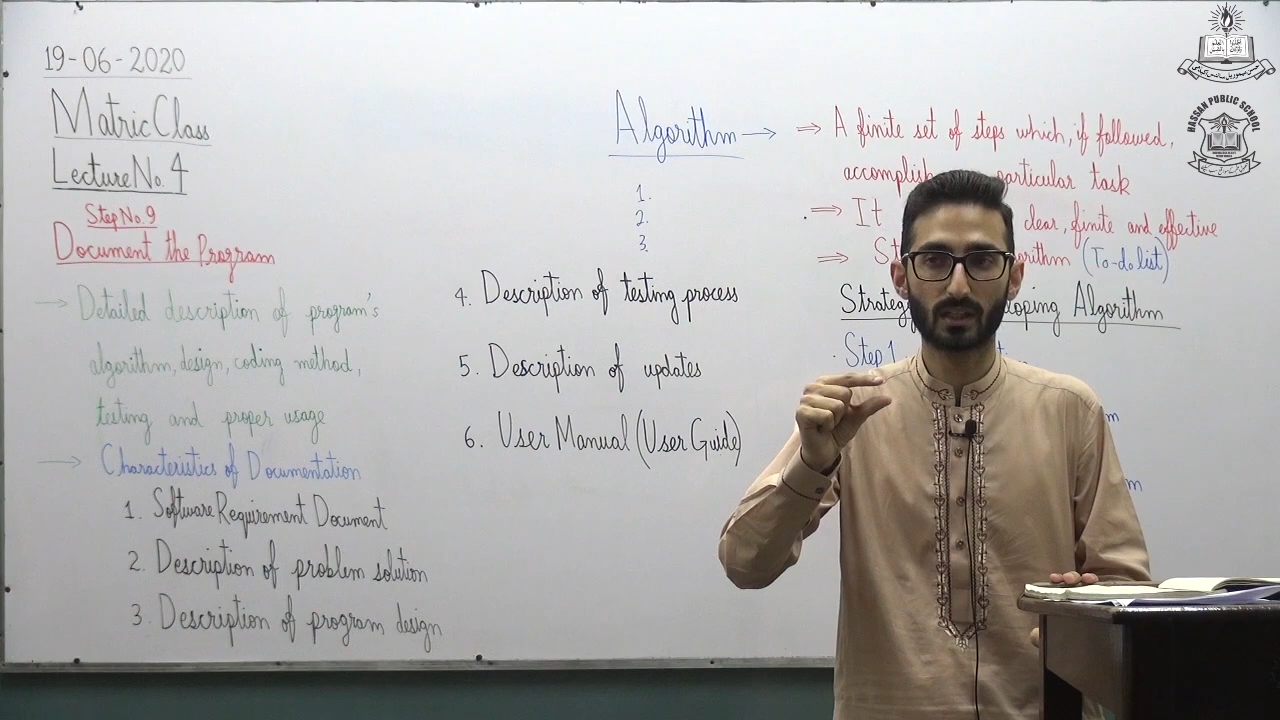 19-06-2020
Matric Class
Lecture No. 4
Step No. 9
Document the Program
→ Detailed description of program's
algorithm, design, coding method,
testing and proper usage
→ Characteristics of Documentation
1. Software Requirement Document
2. Description of problem solution
3. Description of program design
4. Description of testing process
5. Description of updates
6. User Manual (User Guide)
Algorithm → ⇒ A finite set of steps which, if followed,
accomplish particular task
1.
2.
3.
⇒ It clear, finite and effective
⇒ (To-do list)
Algorithm
Step 1
HASSAN PUBLIC SCHOOL